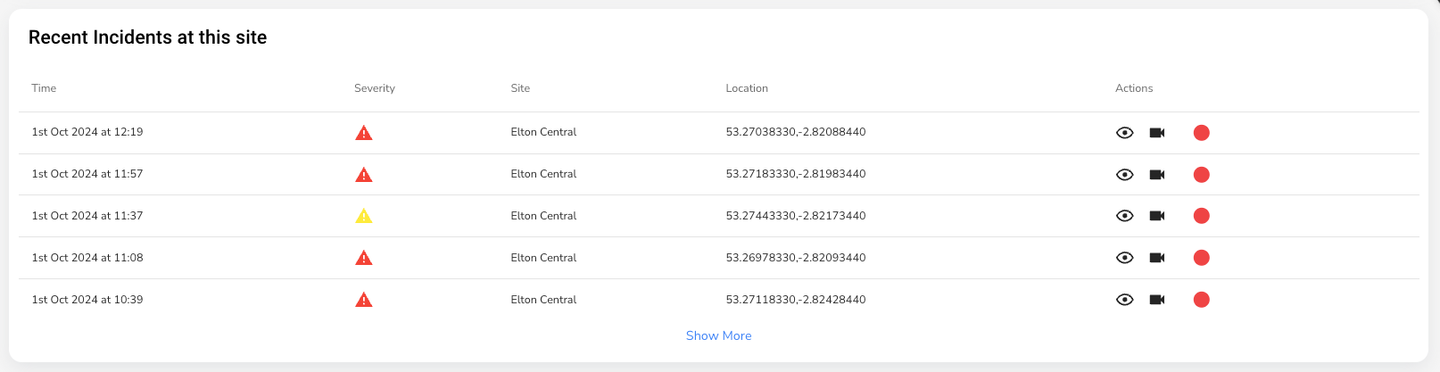 Recent Incidents at this site
Time Severity Site Location Actions
1st Oct 2024 at 12:19 Elton Central 53.27038330,-2.82088440
1st Oct 2024 at 11:57 Elton Central 53.27183330,-2.81983440
1st Oct 2024 at 11:37 Elton Central 53.27443330,-2.82173440
1st Oct 2024 at 11:08 Elton Central 53.26978330,-2.82093440
1st Oct 2024 at 10:39 Elton Central 53.27118330,-2.82428440
Show More